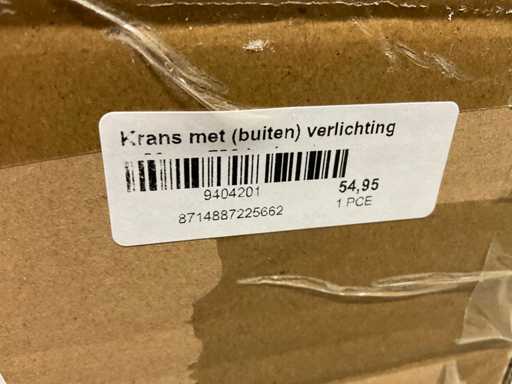 Krans met (buiten) verlichting
9404201
54,95
8714887225662
1 PCE